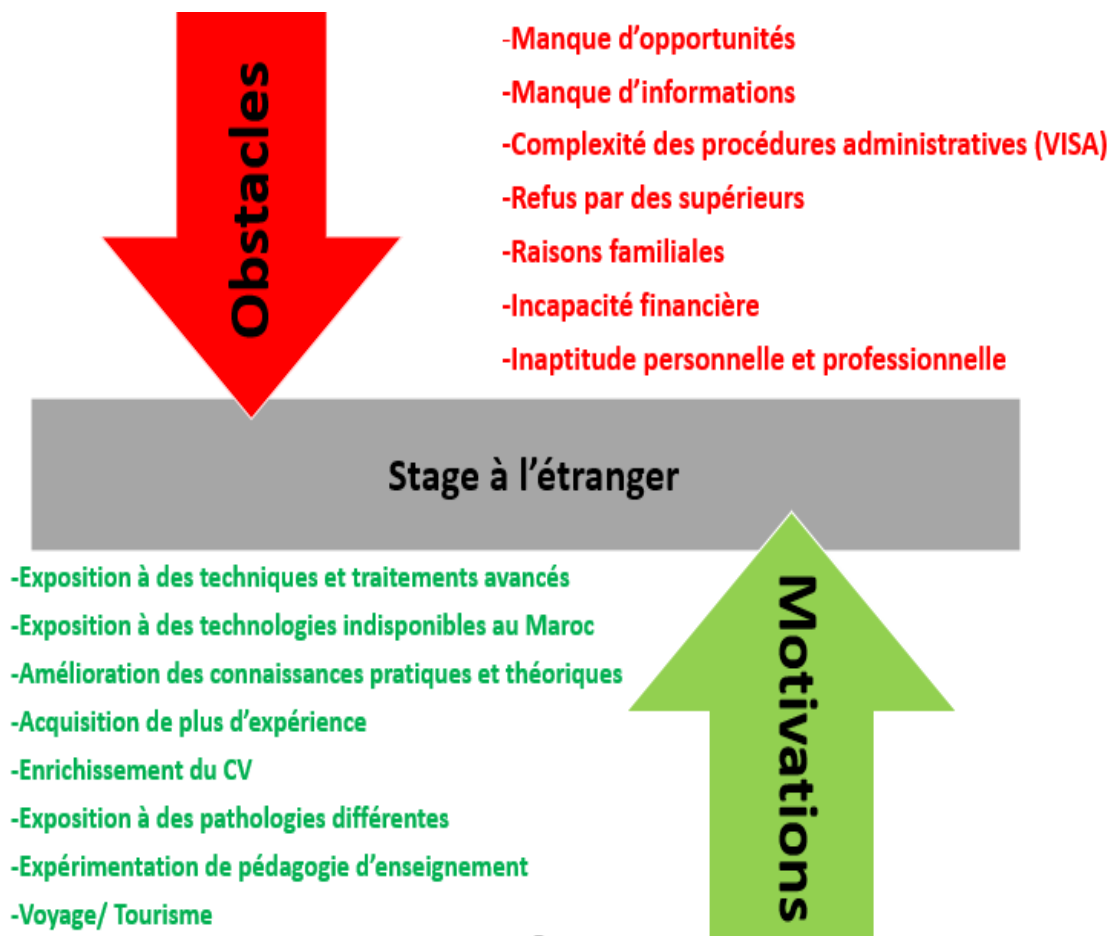 Obstacles
-Manque d'opportunités
-Manque d'informations
-Complexité des procédures administratives (VISA)
-Refus par des supérieurs
-Raisons familiales
-Incapacité financière
-Inaptitude personnelle et professionnelle
Stage à l'étranger
-Exposition à des techniques et traitements avancés
-Exposition à des technologies indisponibles au Maroc
-Amélioration des connaissances pratiques et théoriques
-Acquisition de plus d'expérience
-Enrichissement du CV
-Exposition à des pathologies différentes
-Expérimentation de pédagogie d'enseignement
-Voyage/ Tourisme
Motivations